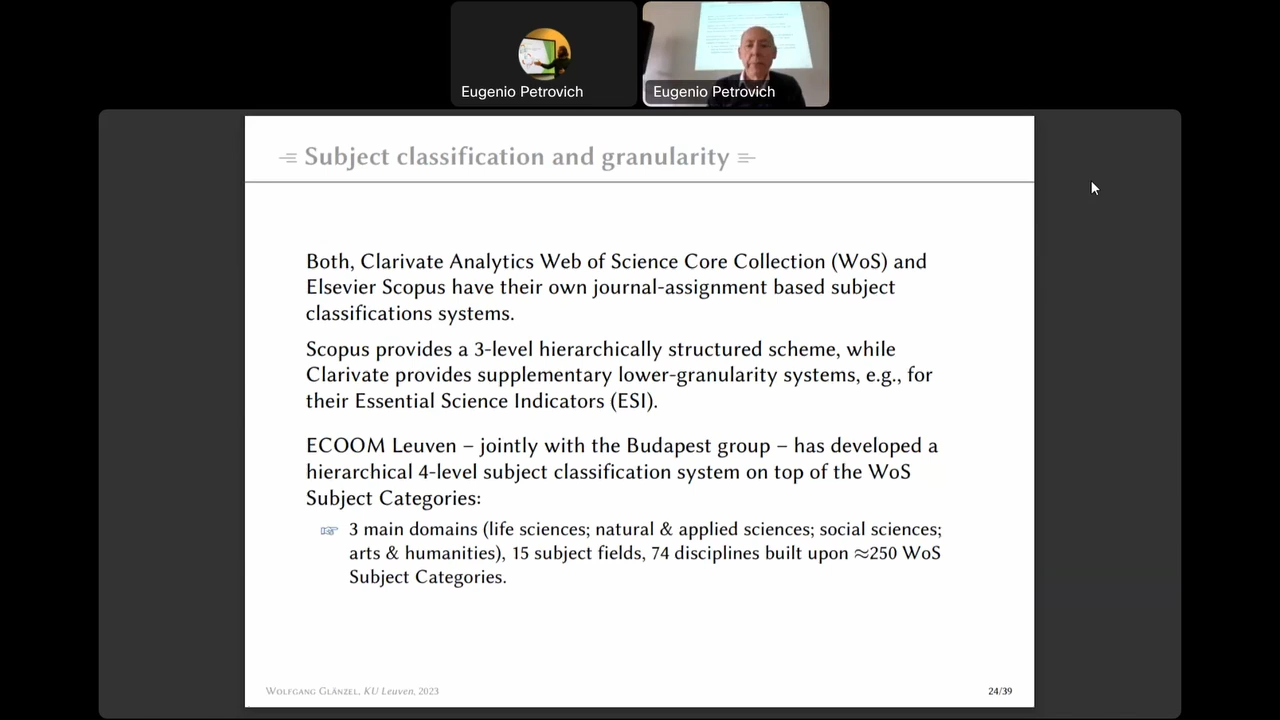 Eugenio Petrovich
Eugenio Petrovich
Subject classification and granularity
Both, Clarivate Analytics Web of Science Core Collection (WoS) and
Elsevier Scopus have their own journal-assignment based subject
classifications systems.
Scopus provides a 3-level hierarchically structured scheme, while
Clarivate provides supplementary lower-granularity systems, e.g., for
their Essential Science Indicators (ESI).
ECOOM Leuven – jointly with the Budapest group – has developed a
hierarchical 4-level subject classification system on top of the WoS
Subject Categories:
☞ 3 main domains (life sciences; natural & applied sciences; social sciences;
arts & humanities), 15 subject fields, 74 disciplines built upon ≈250 WoS
Subject Categories.
Wolfgang Glänzel, KU Leuven, 2023
24/39